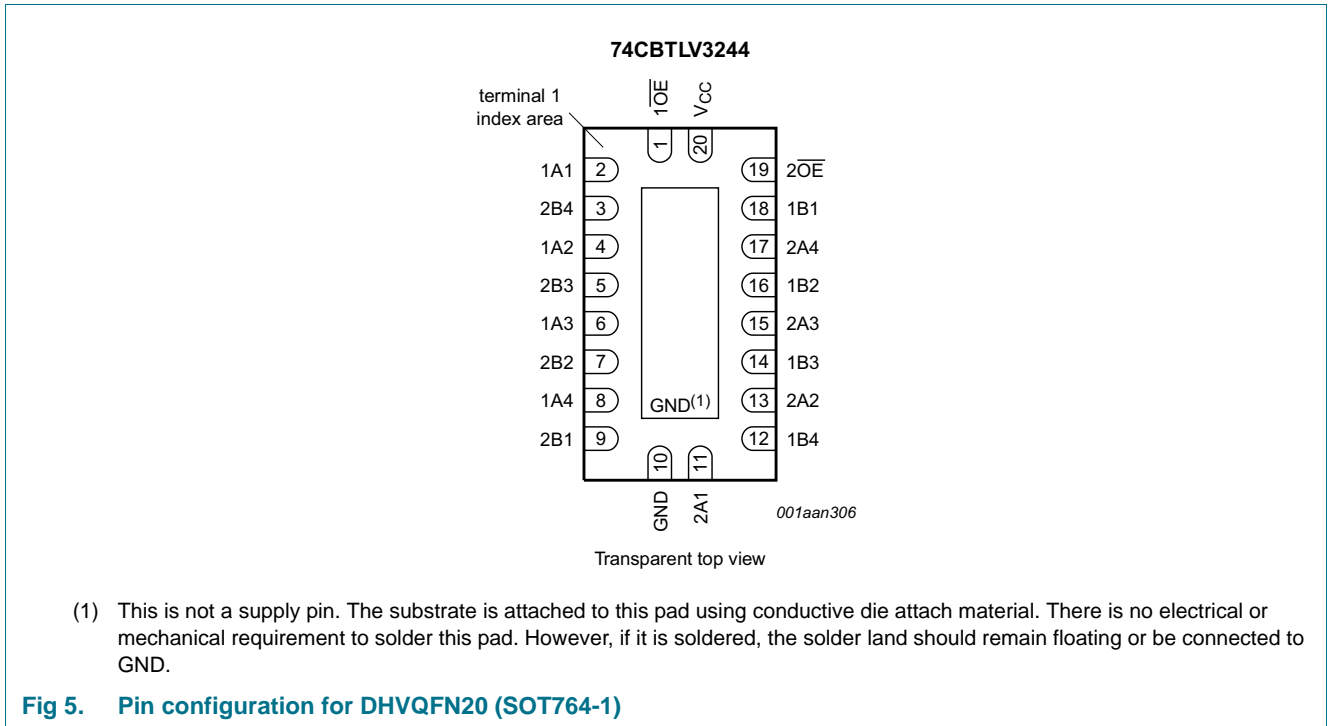 74CBTLV3244
terminal 1
index area
1O̅E̅
VCC
1
20
1A1 2
19 2O̅E̅
2B4 3
18 1B1
1A2 4
17 2A4
2B3 5
16 1B2
1A3 6
15 2A3
2B2 7
14 1B3
1A4 8
GND(1)
13 2A2
2B1 9
12 1B4
10
11
GND
2A1
001aan306
Transparent top view
(1) This is not a supply pin. The substrate is attached to this pad using conductive die attach material. There is no electrical or
mechanical requirement to solder this pad. However, if it is soldered, the solder land should remain floating or be connected to
GND.
Fig 5. Pin configuration for DHVQFN20 (SOT764-1)